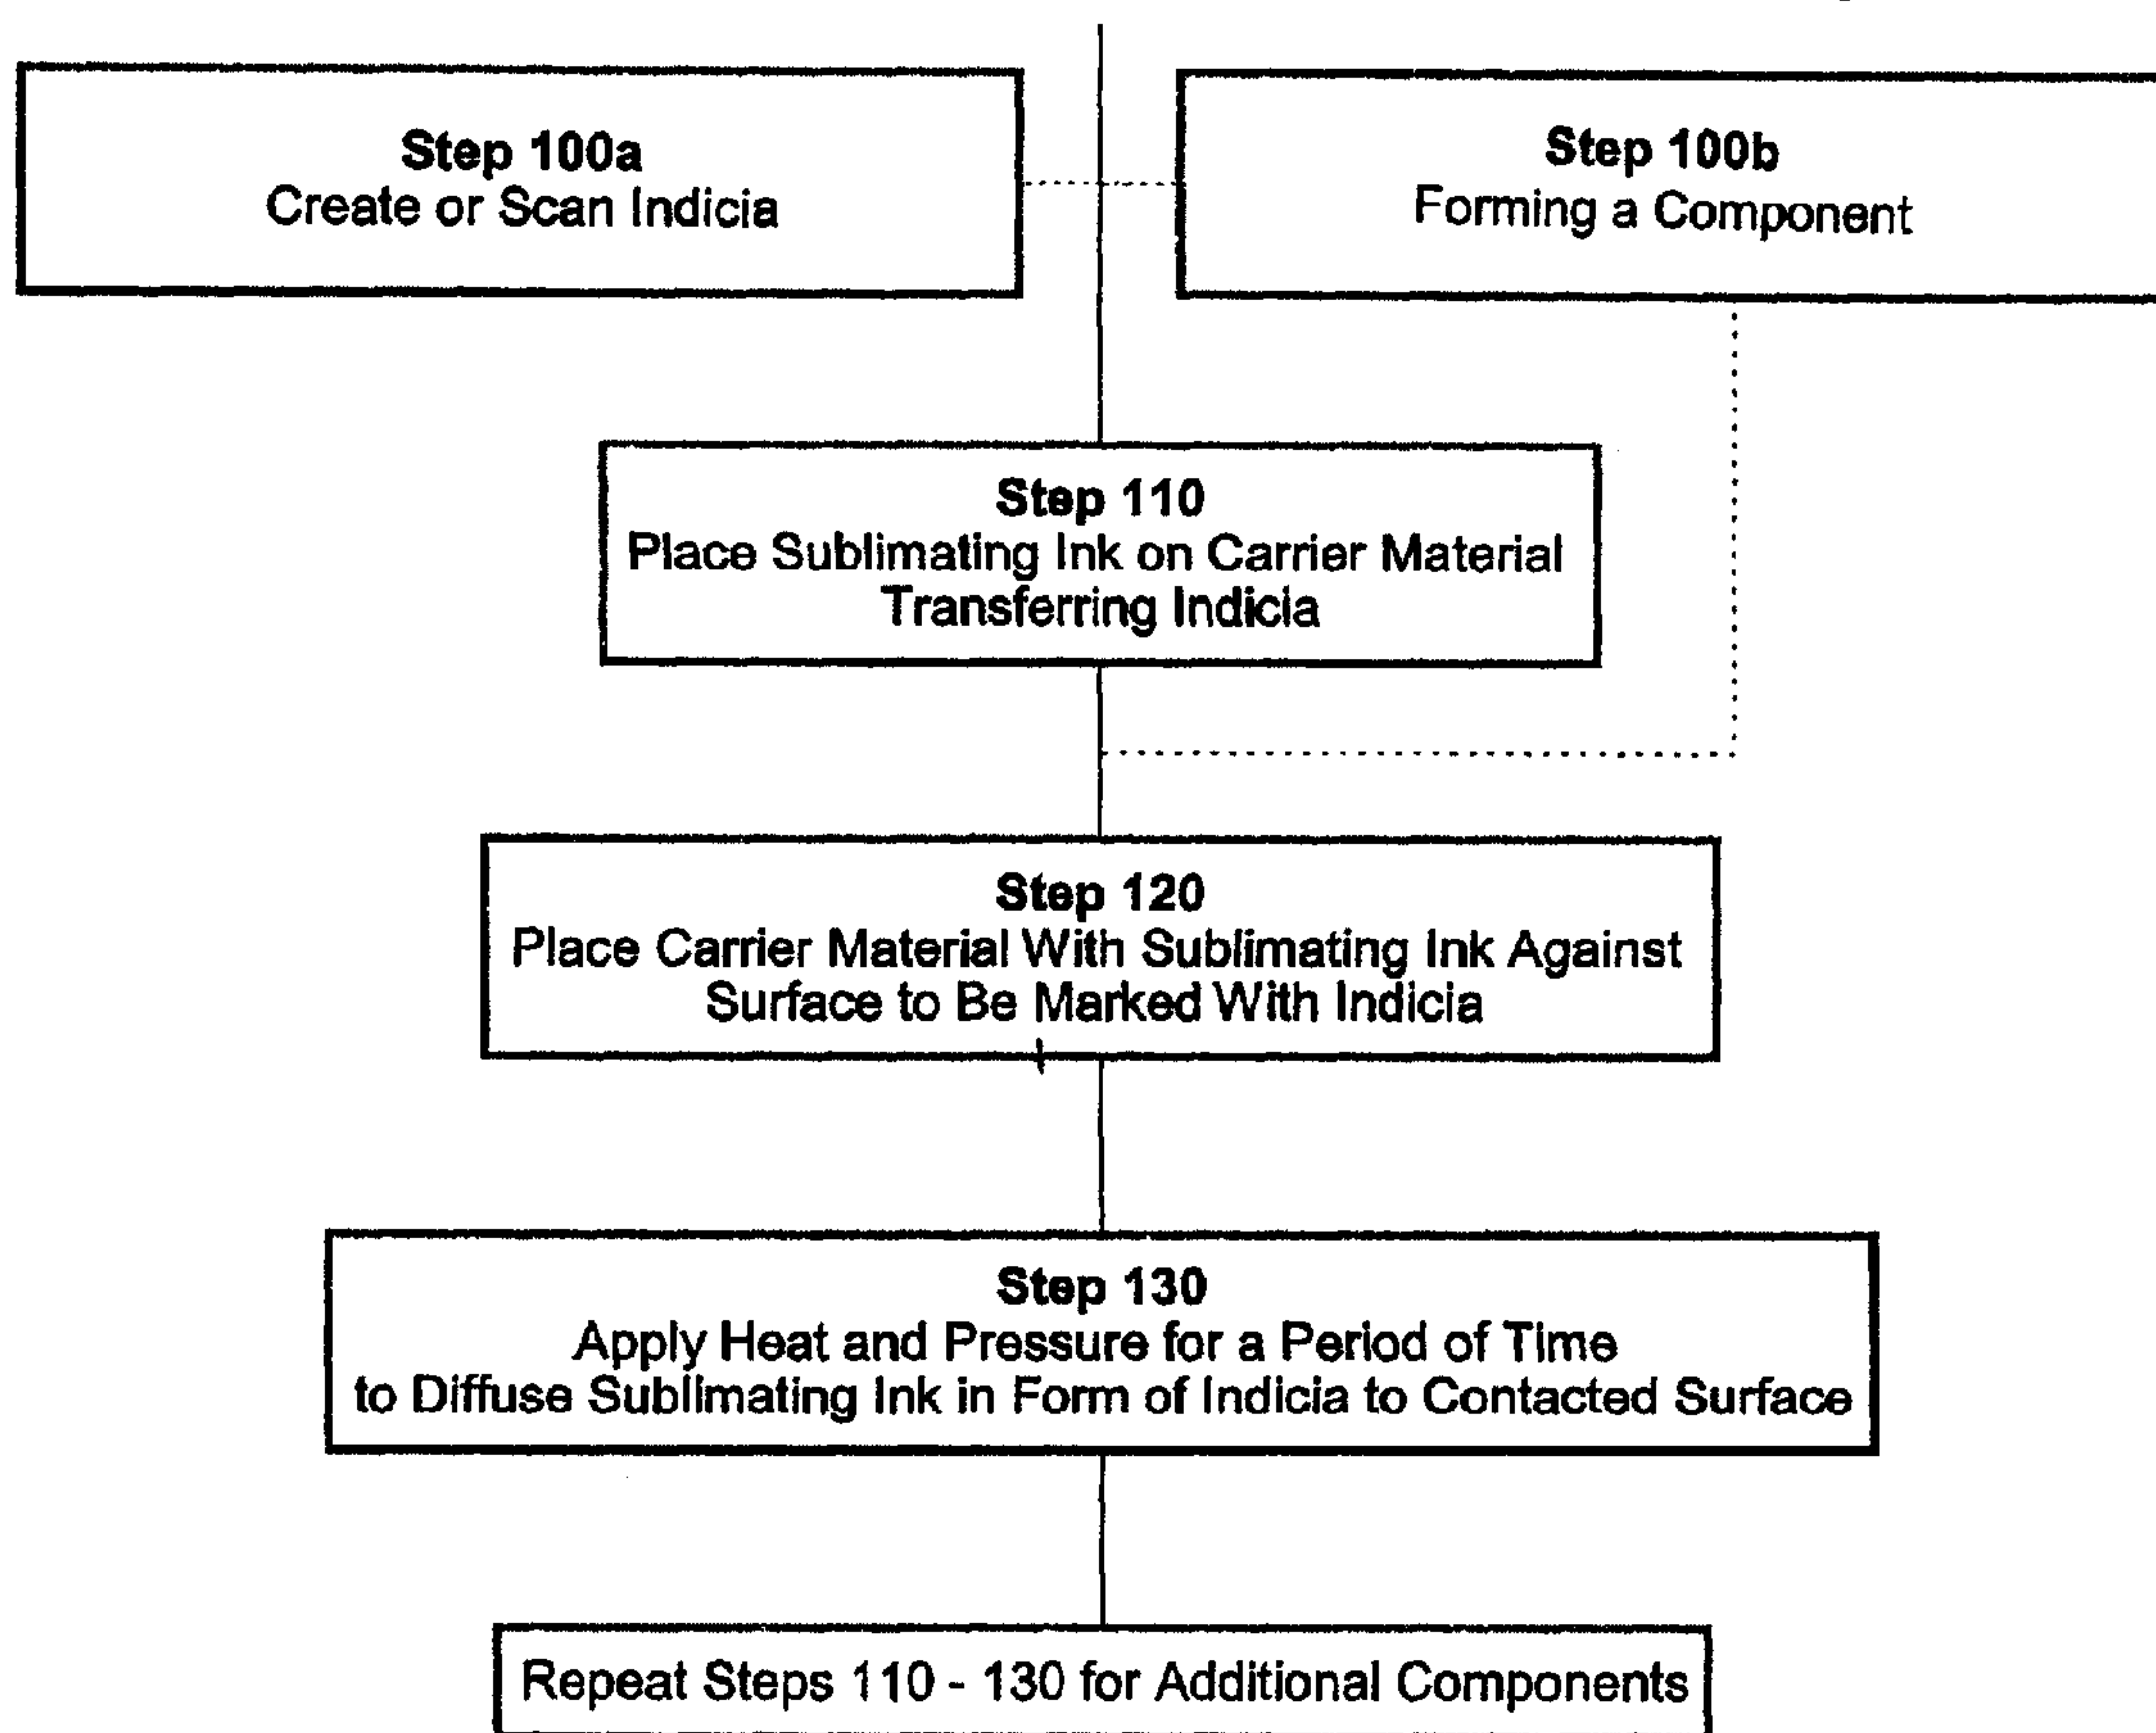 Step 100a
Create or Scan Indicia
Step 100b
Forming a Component
Step 110
Place Sublimating Ink on Carrier Material
Transferring Indicia
Step 120
Place Carrier Material With Sublimating Ink Against
Surface to Be Marked With Indicia
Step 130
Apply Heat and Pressure for a Period of Time
to Diffuse Sublimating Ink in Form of Indicia to Contacted Surface
Repeat Steps 110 - 130 for Additional Components